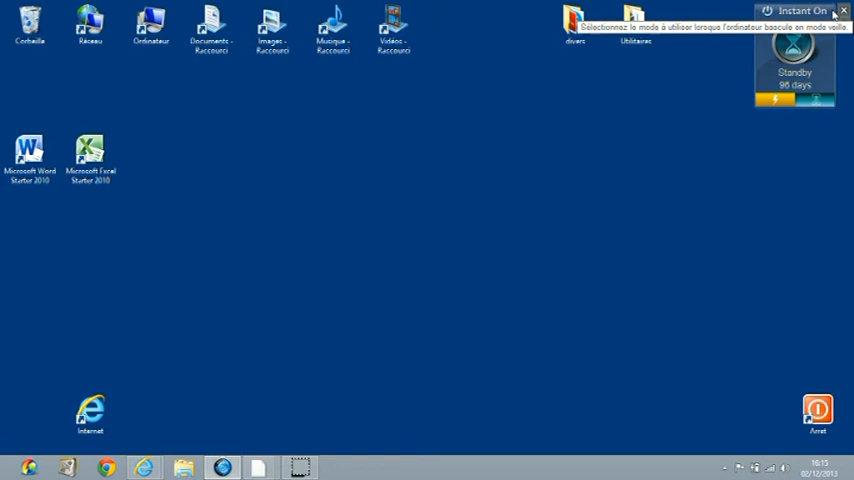 Instant On
Sélectionnez le mode à utiliser lorsque l'ordinateur bascule en mode veille.
Corbeille
Réseau
Ordinateur
Documents -
Raccourci
Images -
Raccourci
Musique -
Raccourci
Vidéos -
Raccourci
divers
Utilitaires
Standby
96 days
Microsoft Word
Starter 2010
Microsoft Excel
Starter 2010
Internet
Arret
16:15
02/12/2013